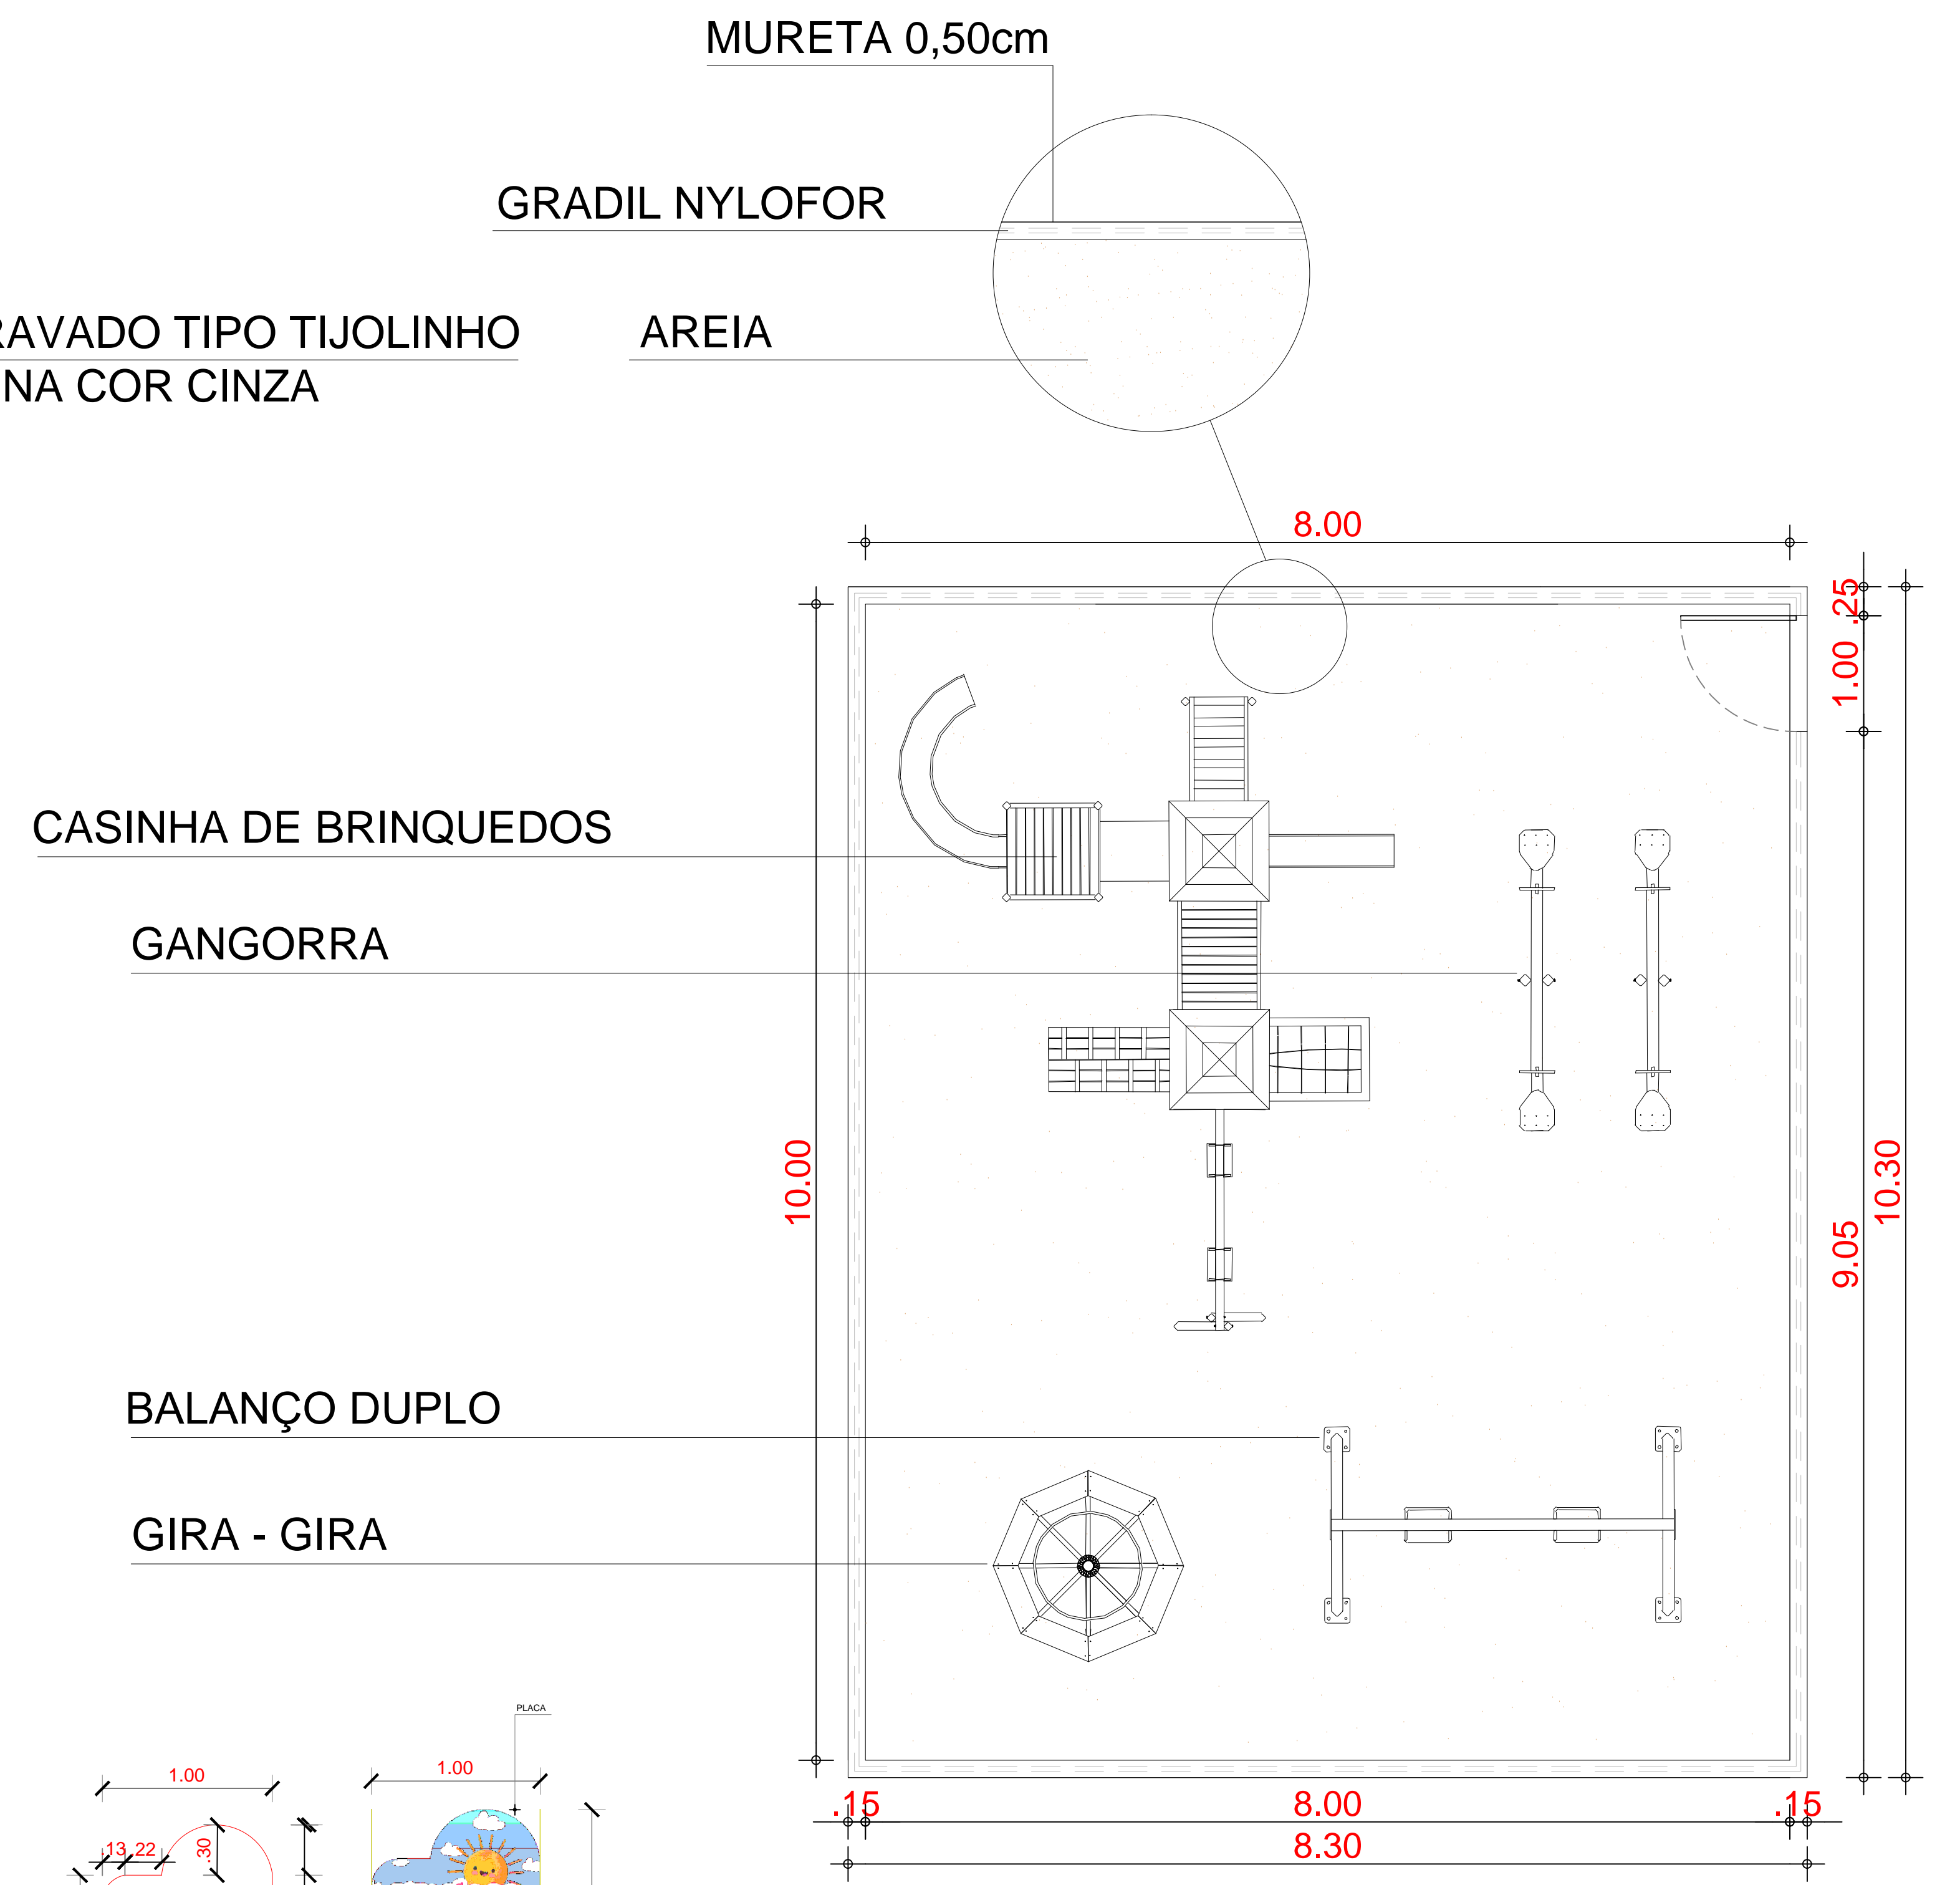 MURETA 0,50cm
GRADIL NYLOFOR
RAVADO TIPO TIJOLINHO
NA COR CINZA
AREIA
8.00
.25
1.00
CASINHA DE BRINQUEDOS
GANGORRA
10.00
10.30
9.05
BALANÇO DUPLO
GIRA - GIRA
PLACA
1.00
1.00
.15
8.00
.15
.13
.22
.30
8.30